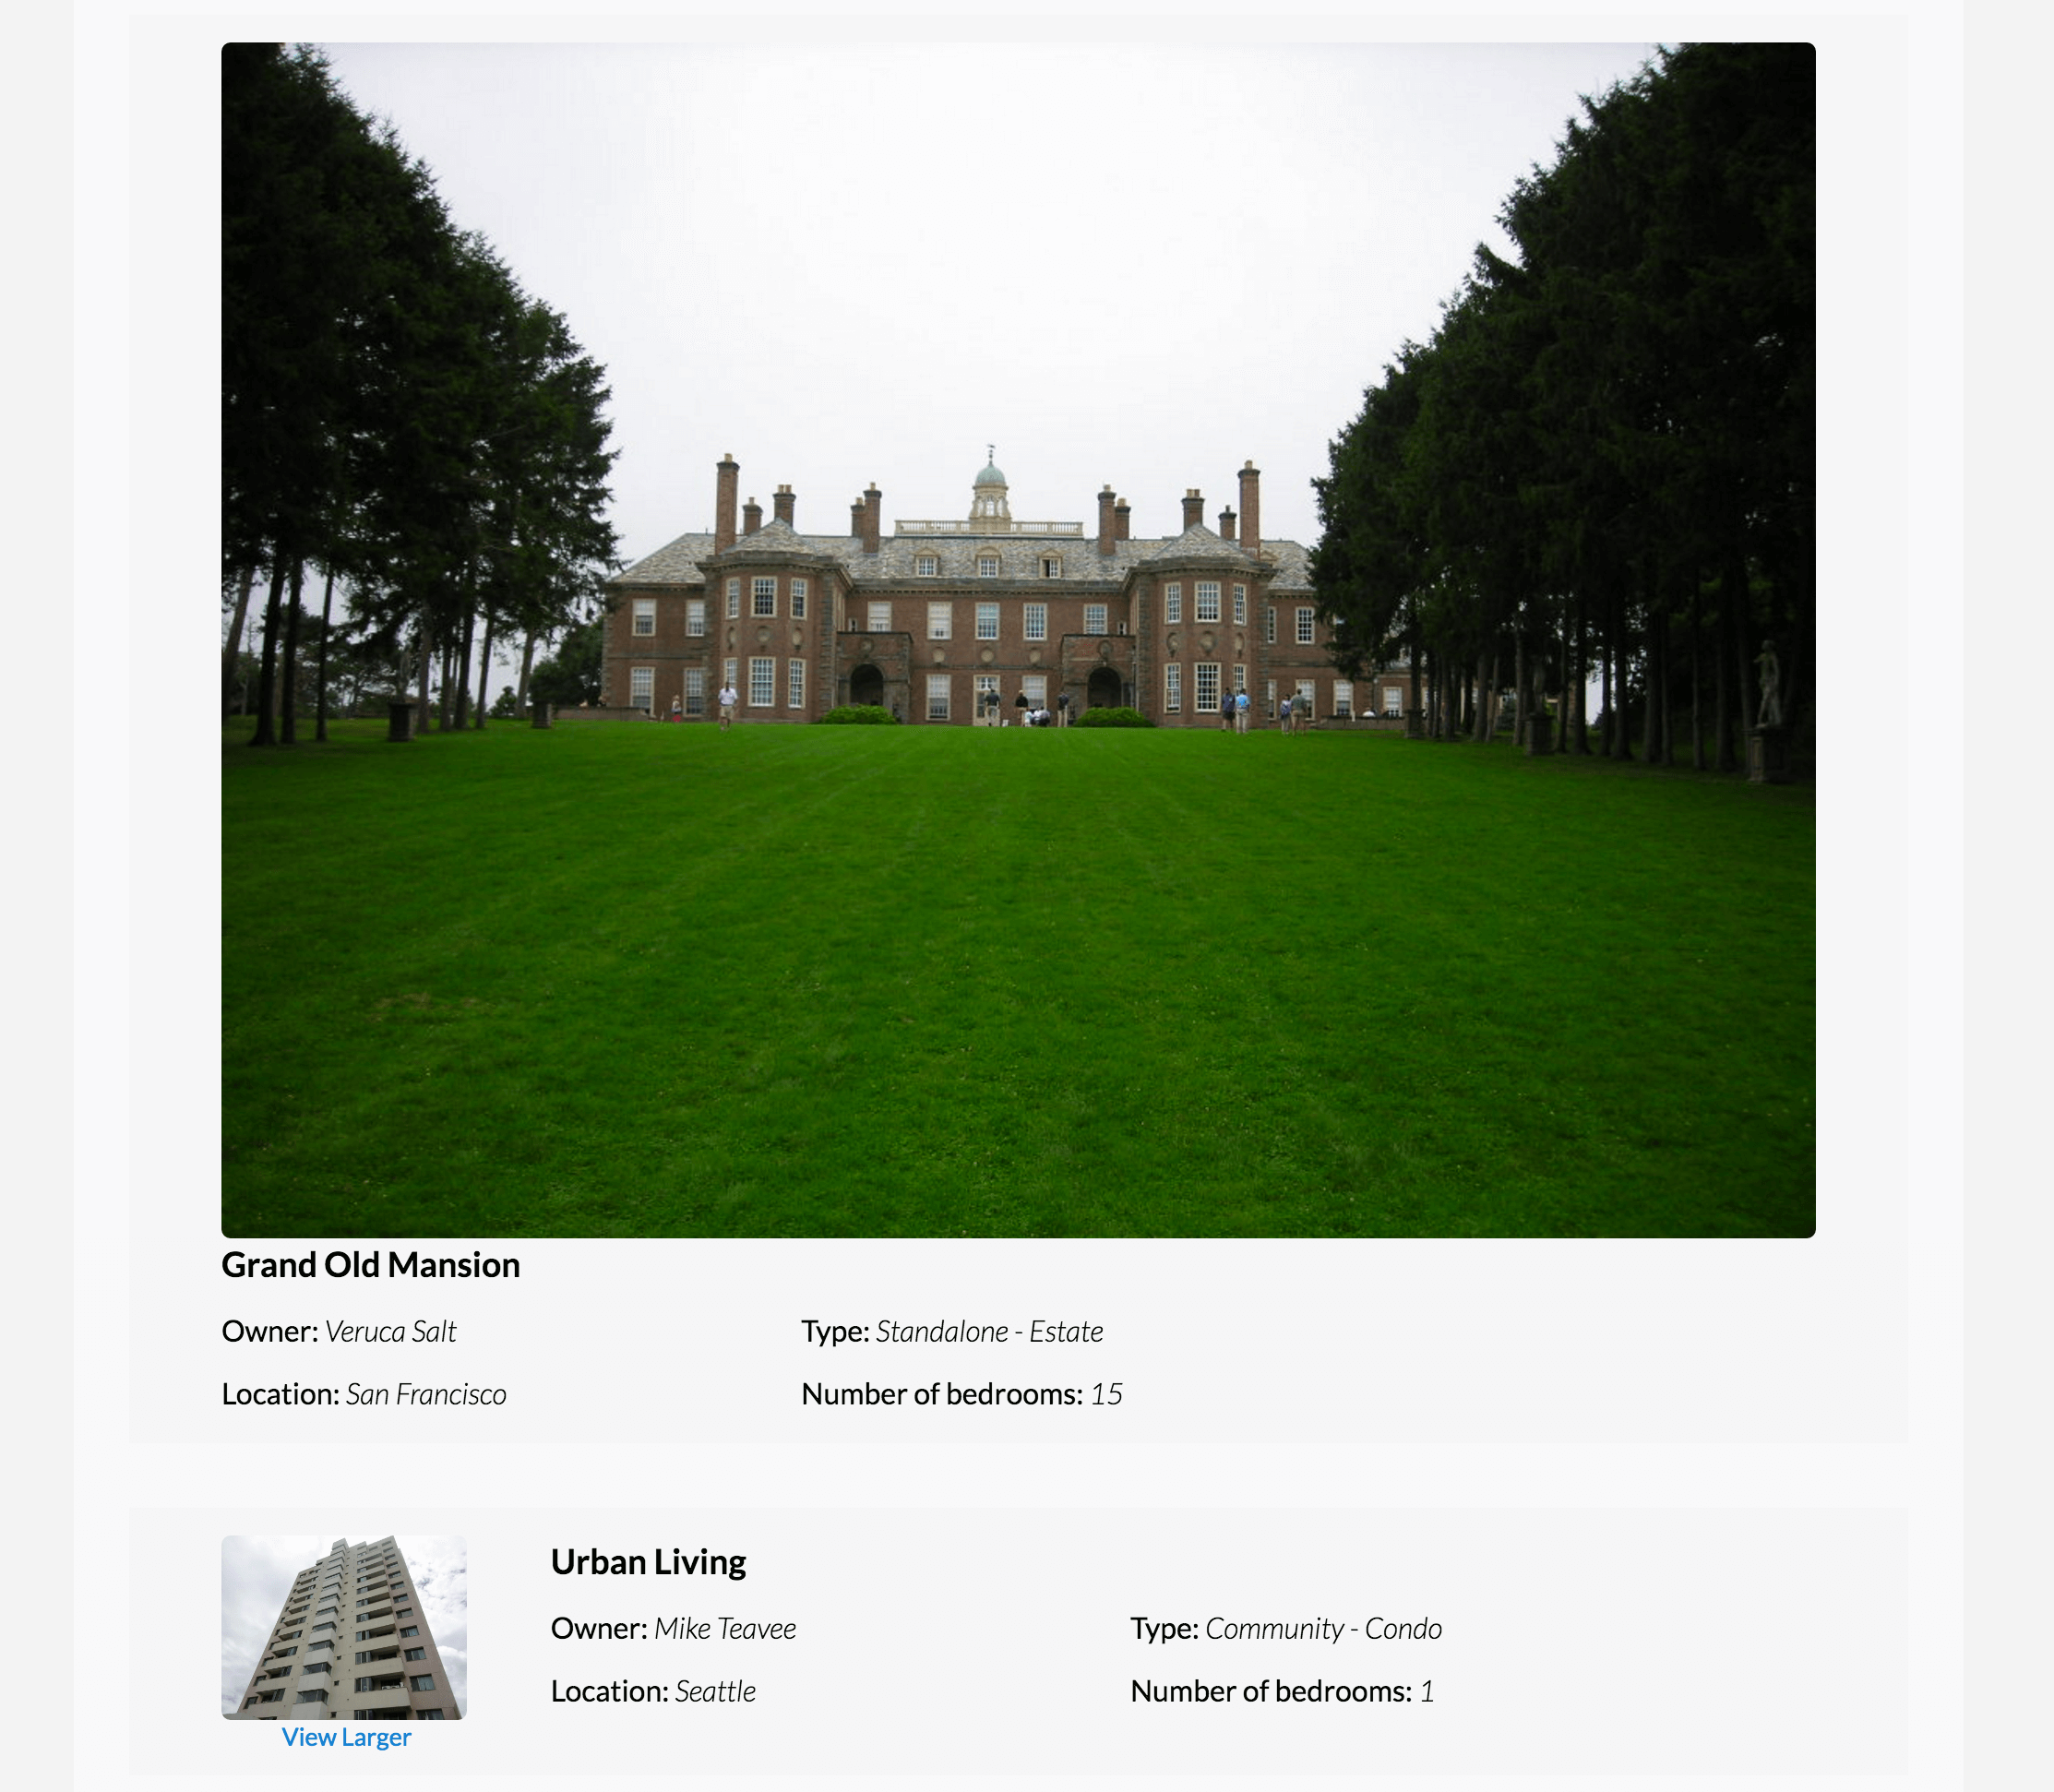 Grand Old Mansion
Owner: Veruca Salt
Type: Standalone - Estate
Location: San Francisco
Number of bedrooms: 15
Urban Living
Owner: Mike Teavee
Type: Community - Condo
Location: Seattle
Number of bedrooms: 1
View Larger